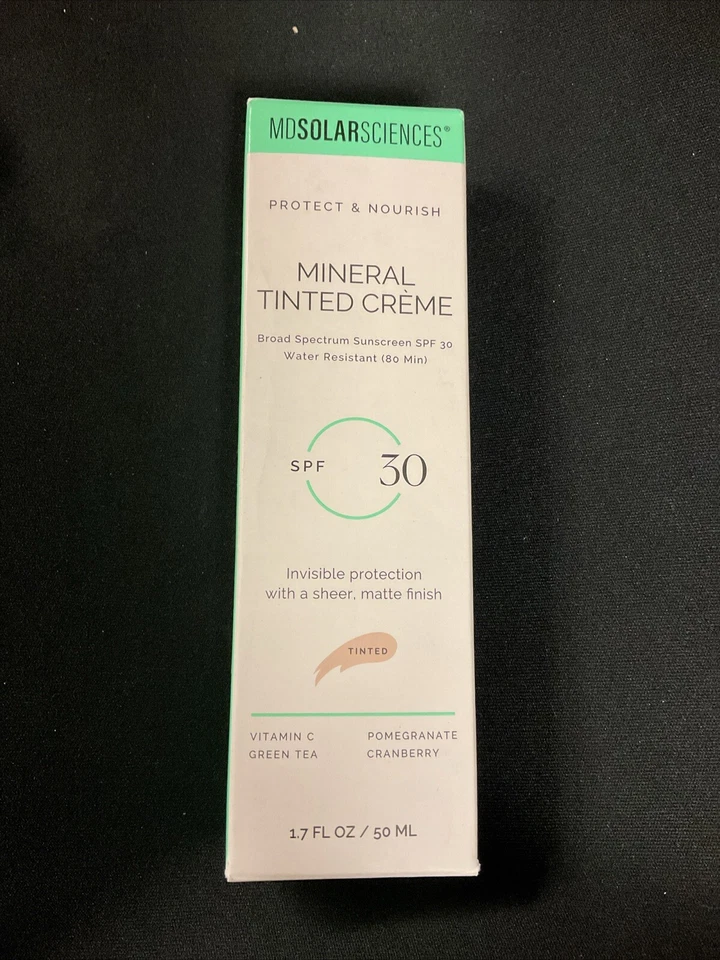 MDSOLARSCIENCES®
PROTECT & NOURISH
MINERAL
TINTED CRÈME
Broad Spectrum Sunscreen SPF 30
Water Resistant (80 Min)
SPF 30
Invisible protection
with a sheer, matte finish
TINTED
VITAMIN C POMEGRANATE
GREEN TEA CRANBERRY
1.7 FL OZ / 50 ML